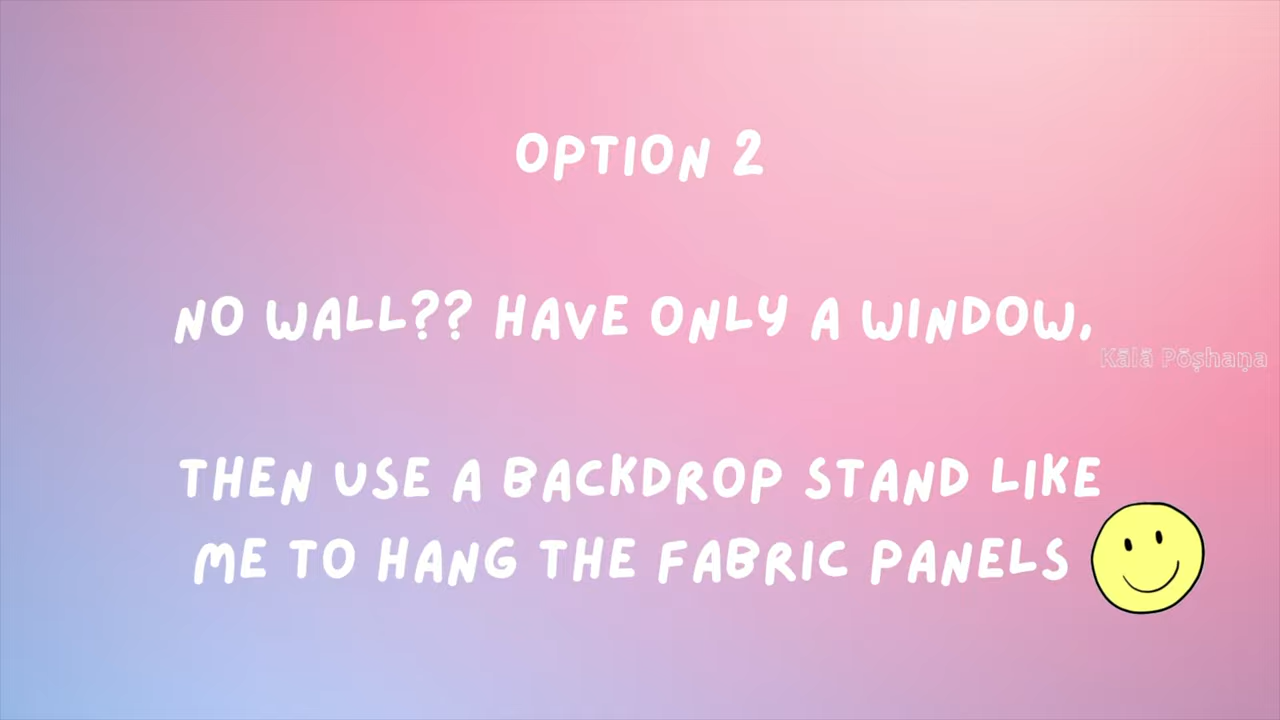 OPTION 2
NO WALL?? HAVE ONLY A WINDOW,
Kālā Pōṣhaṇa
THEN USE A BACKDROP STAND LIKE
ME TO HANG THE FABRIC PANELS